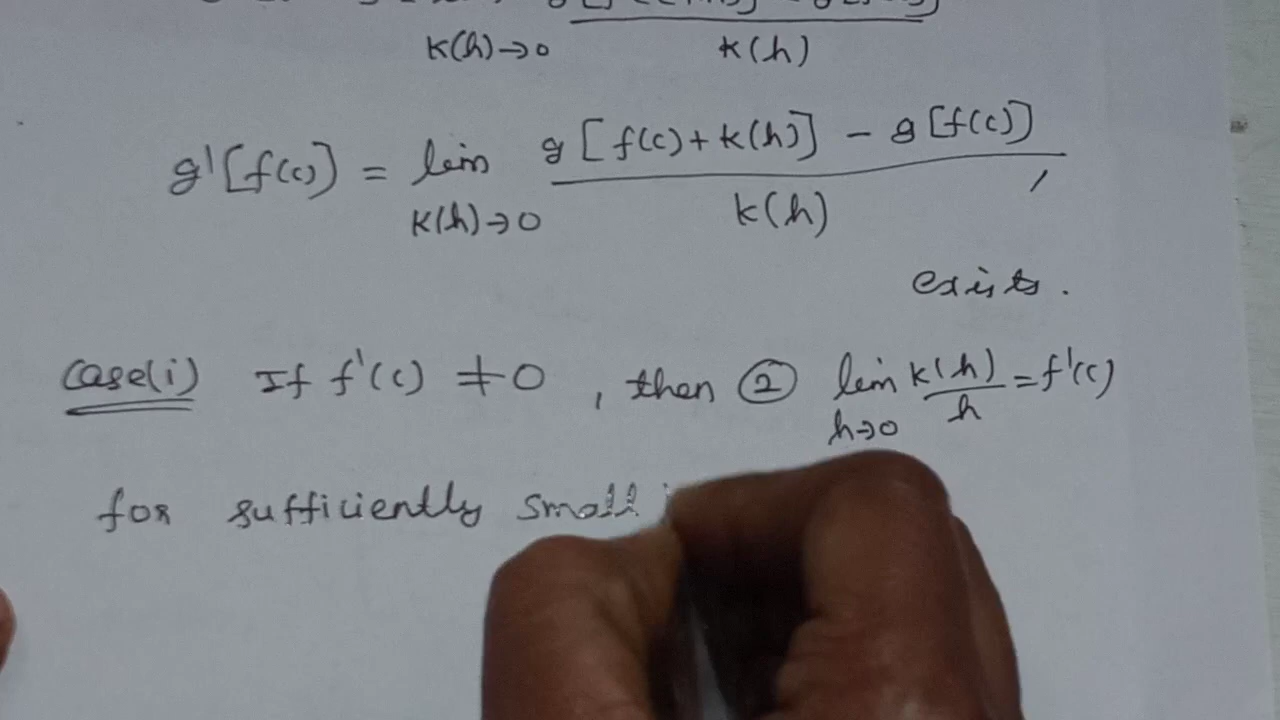 k(h)→0 k(h)
g'[f(c)] = lim g[f(c)+k(h)] - g[f(c)]
k(h)→0 k(h) ,
exists.
Case(i) If f'(c) ≠ 0 , then ② lim k(h)/h = f'(c)
h→0
for sufficiently small